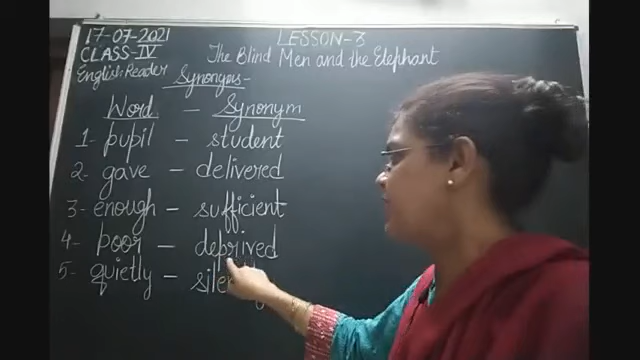 17-07-2021 LESSON-3
CLASS-IV The Blind Men and the Elephant
English Reader Synonyms-
Word - Synonym
1- pupil - student
2- gave - delivered
3- enough - sufficient
4- poor - deprived
5- quietly -